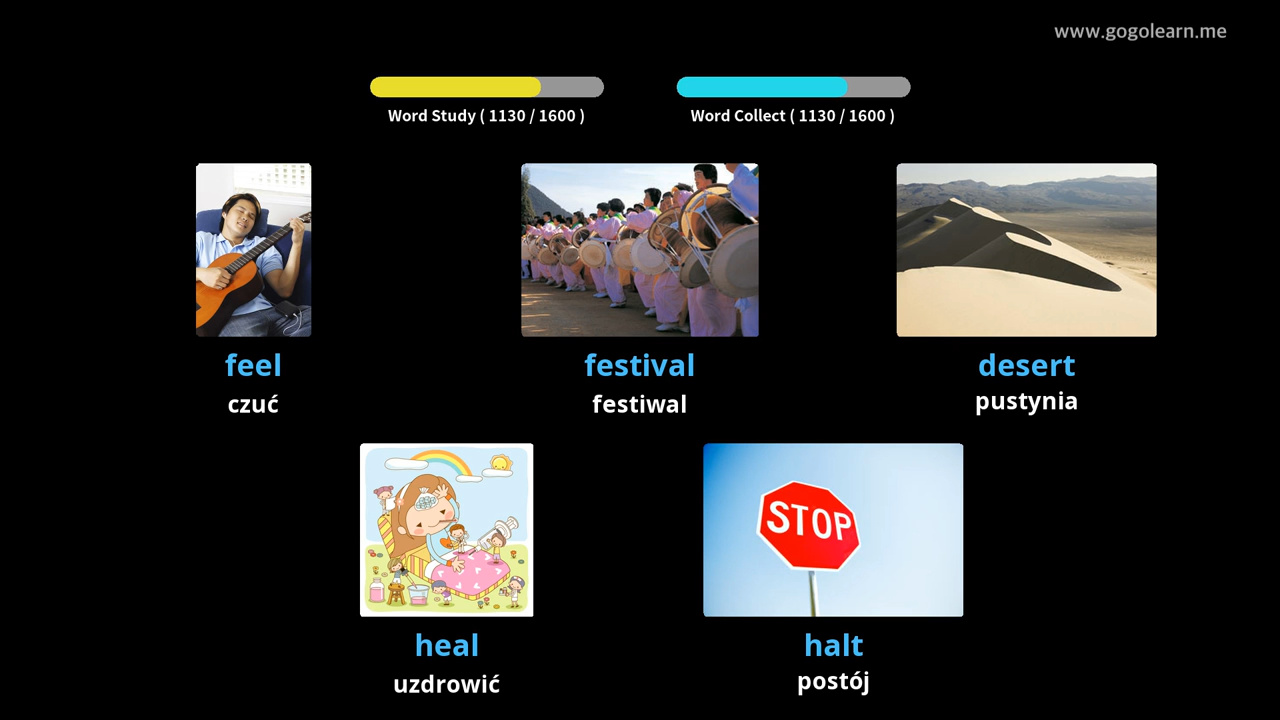 www.gogolearn.me
Word Study ( 1130 / 1600 )
Word Collect ( 1130 / 1600 )
feel
czuć
festival
festiwal
desert
pustynia
STOP
heal
uzdrowić
halt
postój